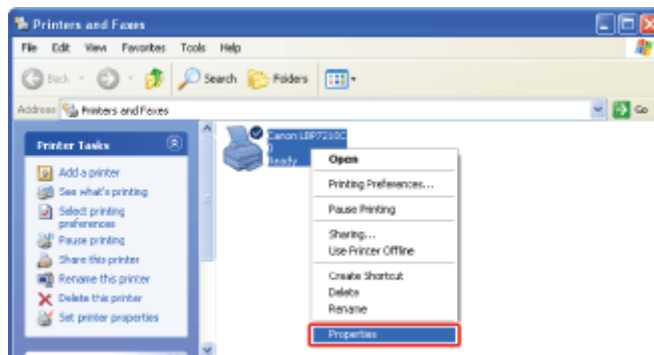 Printers and Faxes
File Edit View Favorites Tools Help
Back Search Folders
Address Printers and Faxes Go
Printer Tasks
Add a printer
See what's printing
Select printing
preferences
Pause printing
Share this printer
Rename this printer
Delete this printer
Set printer properties
Canon LBP7210C
0
Ready
Open
Printing Preferences...
Pause Printing
Sharing...
Use Printer Offline
Create Shortcut
Delete
Rename
Properties